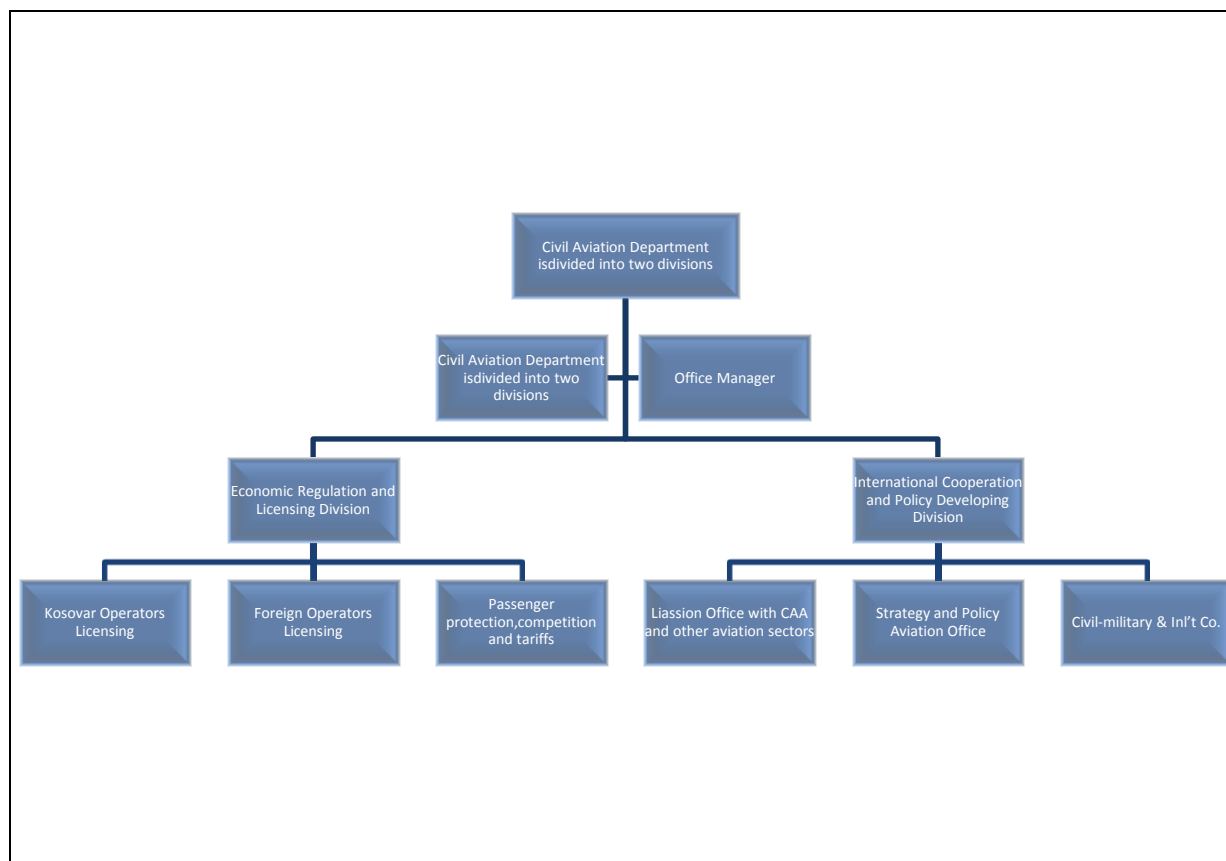 Civil Aviation Department
isdivided into two divisions
Civil Aviation Department
isdivided into two
divisions
Office Manager
Economic Regulation and
Licensing Division
International Cooperation
and Policy Developing
Division
Kosovar Operators
Licensing
Foreign Operators
Licensing
Passenger
protection,competition
and tariffs
Liassion Office with CAA
and other aviation sectors
Strategy and Policy
Aviation Office
Civil-military & Inl’t Co.